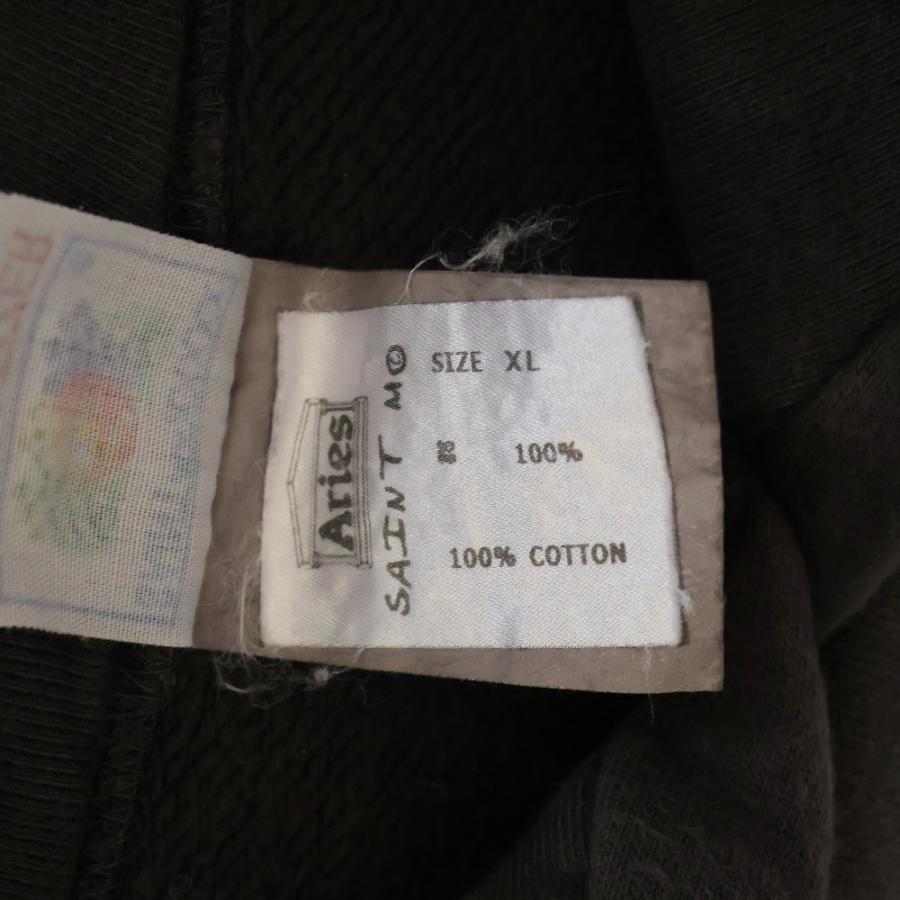 Aries
SAINT Mo
SIZE XL
綿 100%
100% COTTON